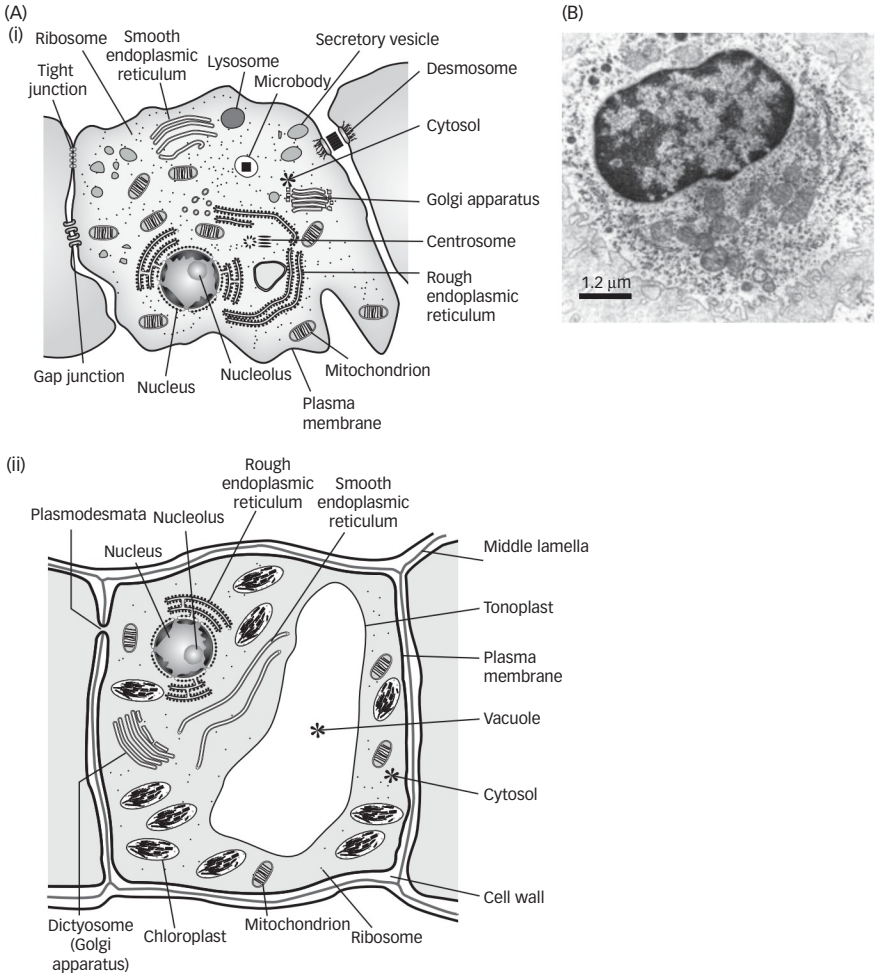 (A)
(i)
Ribosome
Smooth
endoplasmic
reticulum
Lysosome
Secretory vesicle
Tight
junction
Microbody
Desmosome
Cytosol
Golgi apparatus
Centrosome
Rough
endoplasmic
reticulum
Gap junction
Nucleus
Nucleolus
Mitochondrion
Plasma
membrane
(B)
1.2 μm
(ii)
Rough
endoplasmic
reticulum
Smooth
endoplasmic
reticulum
Plasmodesmata
Nucleolus
Nucleus
Middle lamella
Tonoplast
Plasma
membrane
Vacuole
Cytosol
Cell wall
Dictyosome
(Golgi
apparatus)
Chloroplast
Mitochondrion
Ribosome